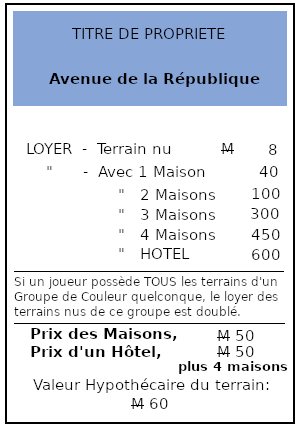 TITRE DE PROPRIETE
Avenue de la République
LOYER - Terrain nu M 8
" - Avec 1 Maison 40
" 2 Maisons 100
" 3 Maisons 300
" 4 Maisons 450
" HOTEL 600
Si un joueur possède TOUS les terrains d'un
Groupe de Couleur quelconque, le loyer des
terrains nus de ce groupe est doublé.
Prix des Maisons, M 50
Prix d'un Hôtel, M 50
plus 4 maisons
Valeur Hypothécaire du terrain:
M 60